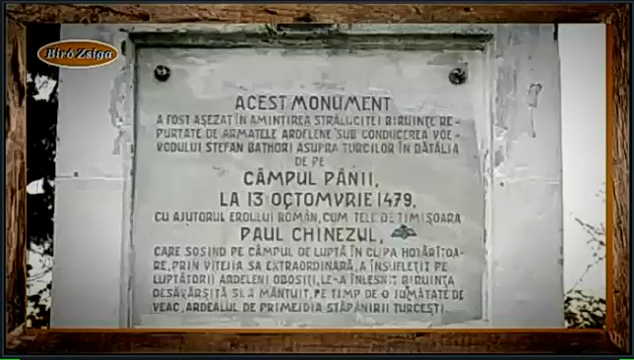 Biró Zsiga
ACEST MONUMENT
A FOST AȘEZAT ÎN AMINTIREA STRĂLUCITEI BIRUINȚE RE-
PURTATE DE ARMATELE ARDELENE SUB CONDUCEREA VOE-
VODULUI STEFAN BATHORI ASUPRA TURCILOR ÎN BĂTĂLIA
DE PE
CÂMPUL PÂNII,
LA 13 OCTOMVRIE 1479.
CU AJUTORUL EROULUI ROMÂN, CUM TELE DE TIMIȘOARA
PAUL CHINEZUL,
CARE SOSIND PE CÂMPUL DE LUPTĂ ÎN CLIPA HOTĂRÎTOA-
RE, PRIN VITEJIA SA EXTRAORDINARĂ, A ÎNSUFLEȚIT PE
LUPTĂTORII ARDELENI OBOSIȚI, LE-A ÎNLESNIT BIRUINȚA
DESĂVÂRȘITĂ ȘI A MÂNTUIT, PE TIMP DE O JUMĂTATE DE
VEAC, ARDEALUL DE PRIMEJDIA STĂPÂNIRII TURCEȘTI.